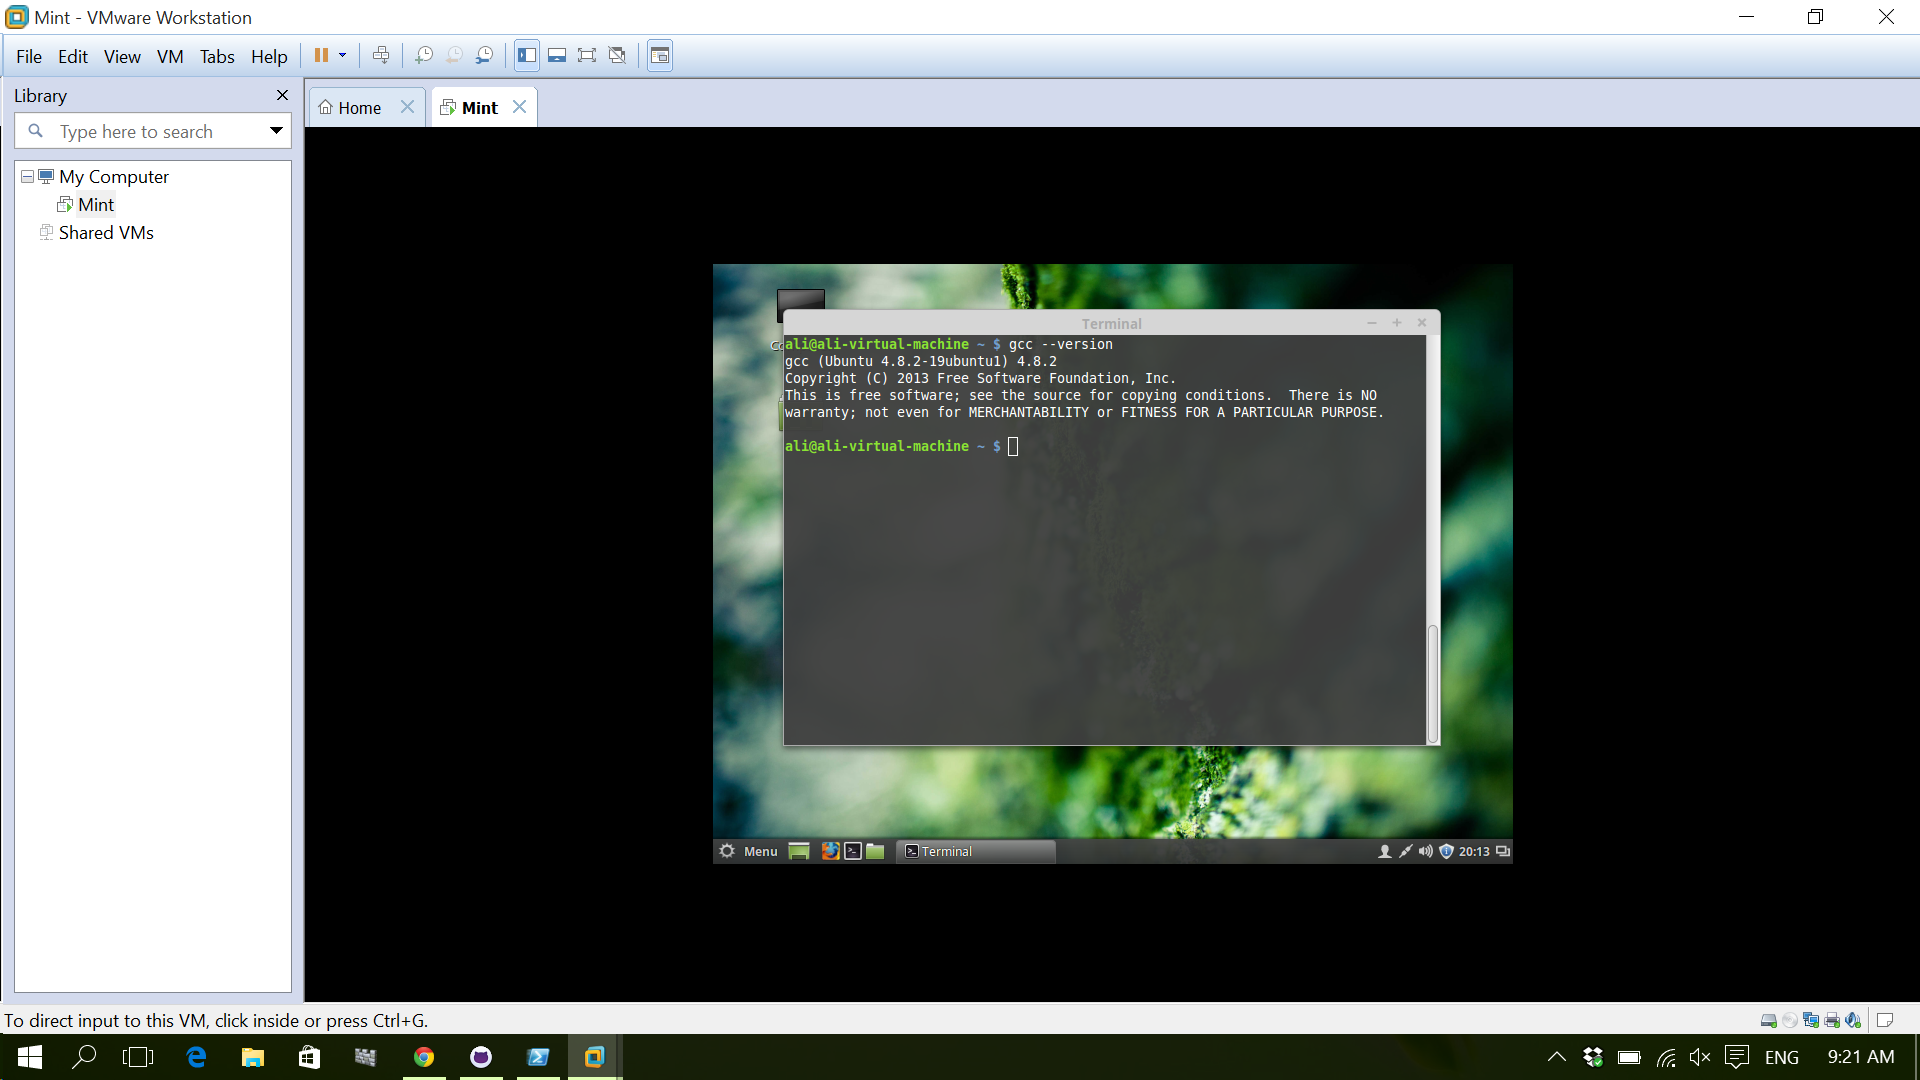 Mint - VMware Workstation
File Edit View VM Tabs Help
Library
Home
Mint
Type here to search
My Computer
Mint
Shared VMs
Terminal
ali@ali-virtual-machine ~ $ gcc --version
gcc (Ubuntu 4.8.2-19ubuntu1) 4.8.2
Copyright (C) 2013 Free Software Foundation, Inc.
This is free software; see the source for copying conditions.  There is NO
warranty; not even for MERCHANTABILITY or FITNESS FOR A PARTICULAR PURPOSE.
ali@ali-virtual-machine ~ $
Menu
Terminal
20:13
To direct input to this VM, click inside or press Ctrl+G.
ENG
9:21 AM